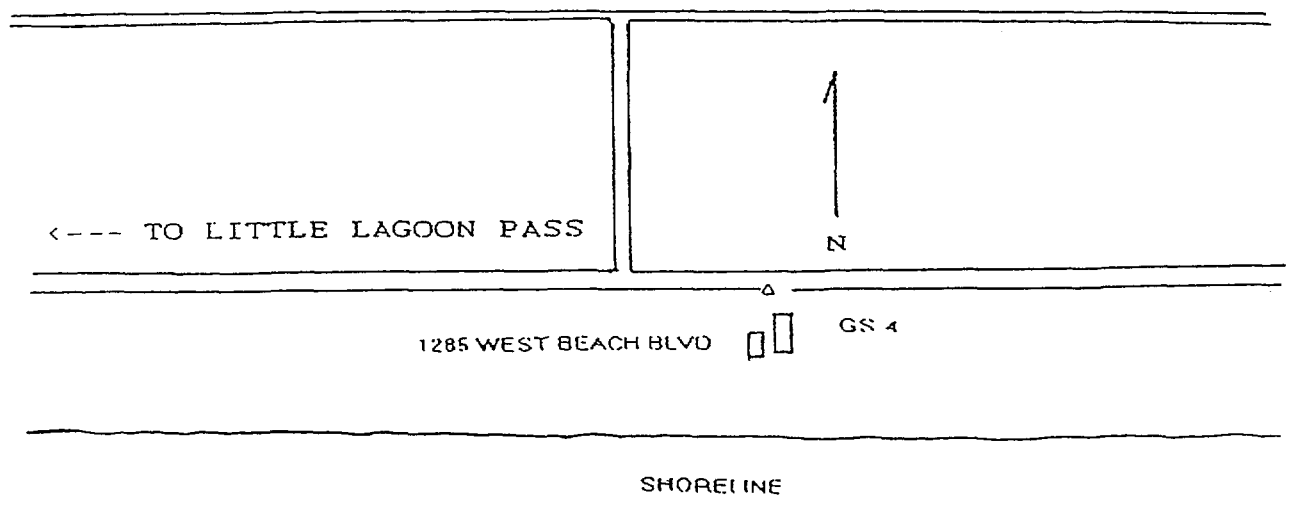 <--- TO LITTLE LAGOON PASS
N
GS 4
1285 WEST BEACH BLVD
SHORELINE